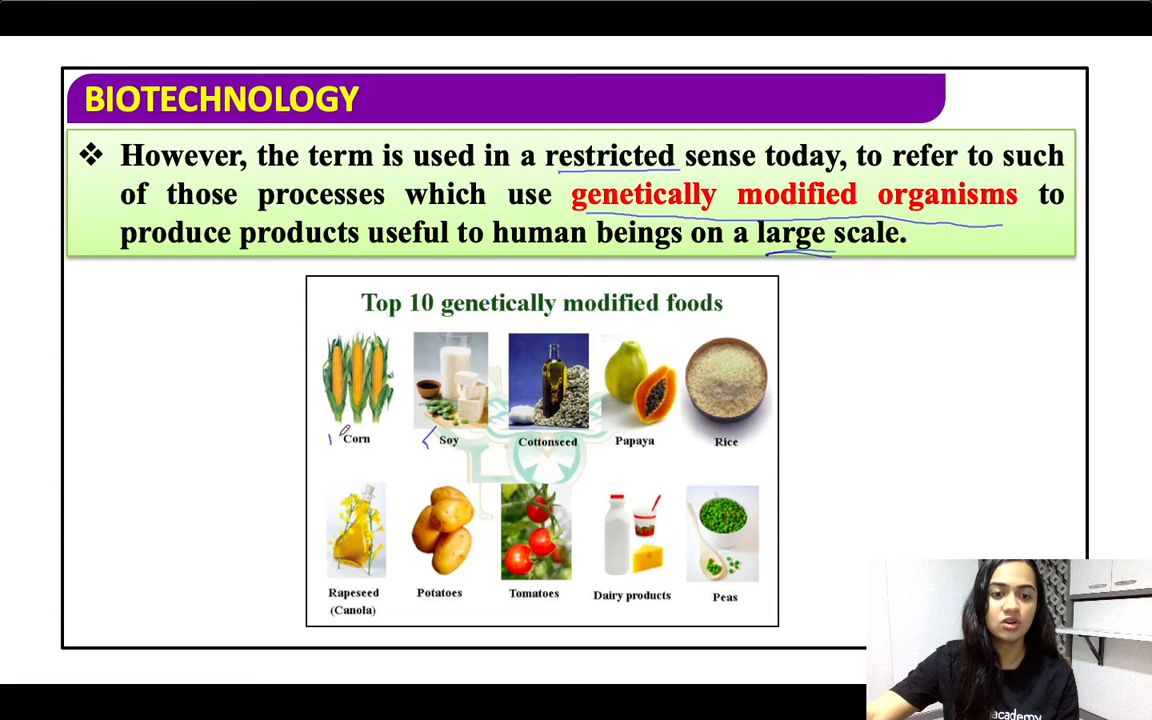 BIOTECHNOLOGY
❖ However, the term is used in a restricted sense today, to refer to such
of those processes which use genetically modified organisms to
produce products useful to human beings on a large scale.
Top 10 genetically modified foods
Corn Soy Cottonseed Papaya Rice
Rapeseed Potatoes Tomatoes Dairy products Peas
(Canola)
academy